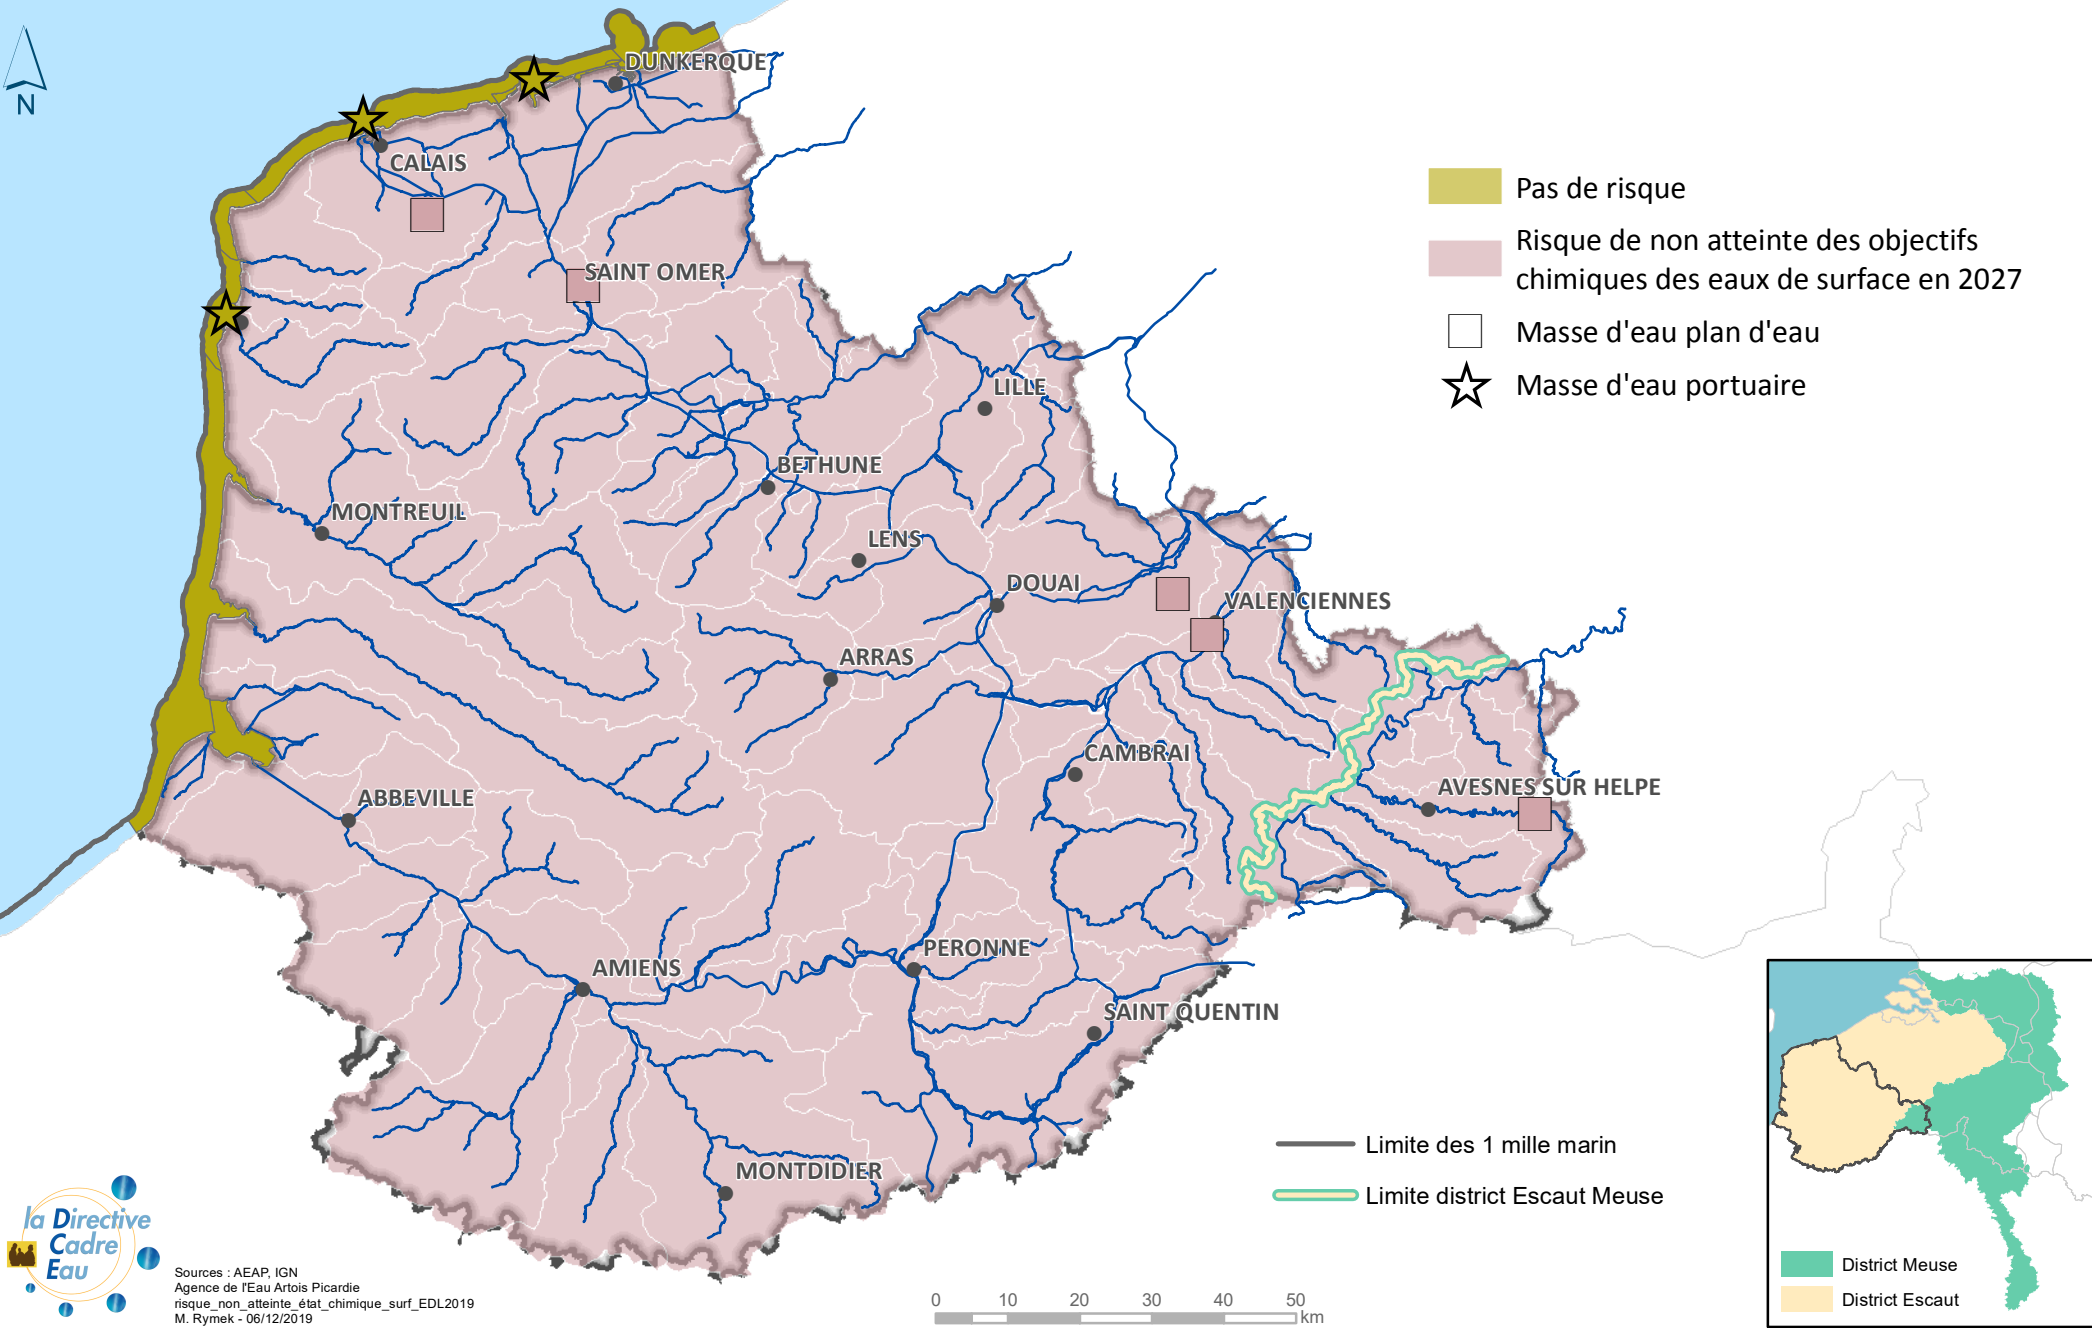 N
DUNKERQUE
CALAIS
SAINT OMER
LILLE
BETHUNE
MONTREUIL
LENS
DOUAI
VALENCIENNES
ARRAS
CAMBRAI
AVESNES SUR HELPE
ABBEVILLE
PERONNE
AMIENS
SAINT QUENTIN
MONTDIDIER
Pas de risque
Risque de non atteinte des objectifs
chimiques des eaux de surface en 2027
Masse d'eau plan d'eau
Masse d'eau portuaire
Limite des 1 mille marin
Limite district Escaut Meuse
District Meuse
District Escaut
la Directive
Cadre
Eau
Sources : AEAP, IGN
Agence de l'Eau Artois Picardie
risque_non_atteinte_état_chimique_surf_EDL2019
M. Rymek - 06/12/2019
0 10 20 30 40 50
km